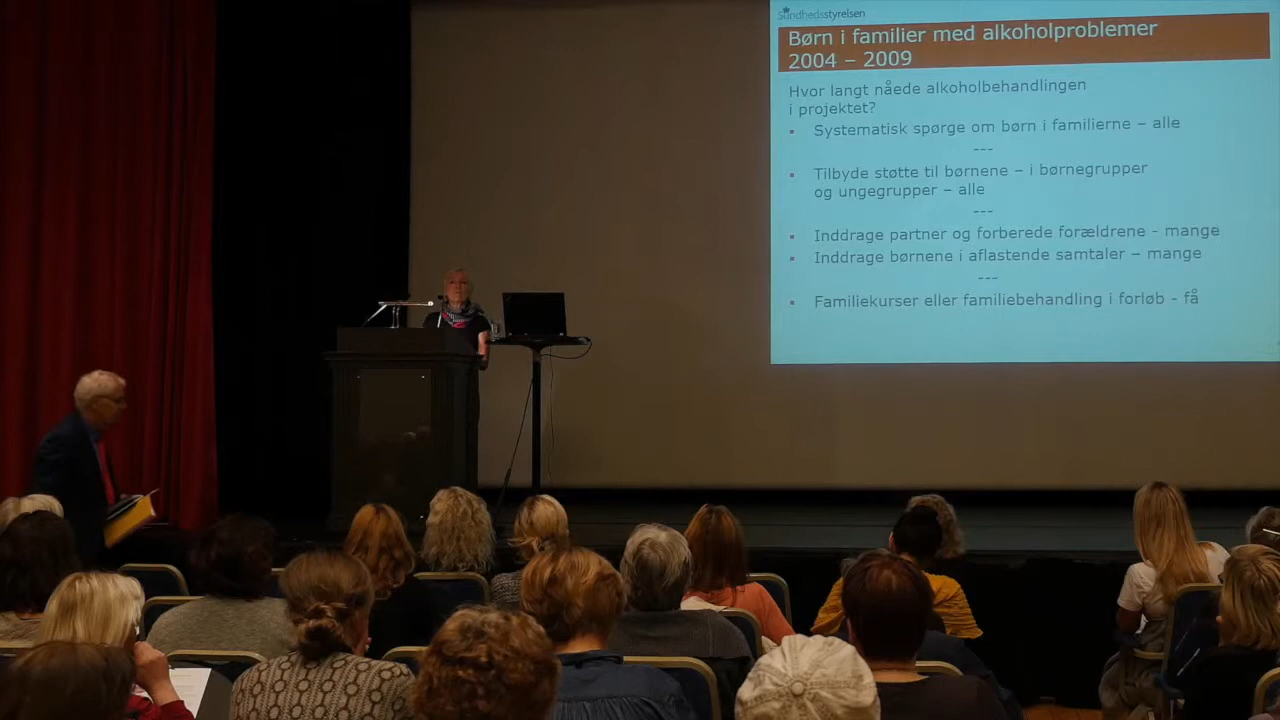 Sundhedsstyrelsen
Børn i familier med alkoholproblemer
2004 – 2009
Hvor langt nåede alkoholbehandlingen
i projektet?
▪ Systematisk spørge om børn i familierne – alle
---
▪ Tilbyde støtte til børnene – i børnegrupper
og ungegrupper – alle
---
▪ Inddrage partner og forberede forældrene - mange
▪ Inddrage børnene i aflastende samtaler – mange
---
▪ Familiekurser eller familiebehandling i forløb - få